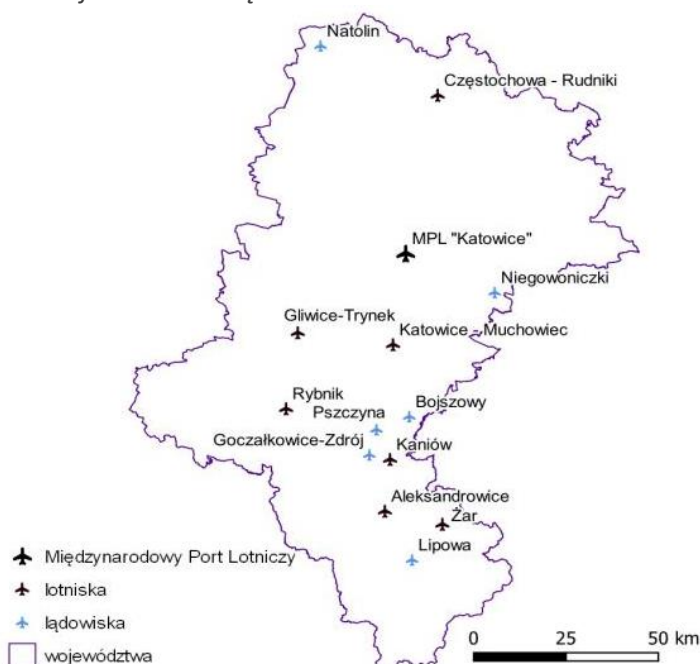 Natolin
Częstochowa - Rudniki
MPL "Katowice"
Niegowoniczki
Gliwice-Trynek
Katowice - Muchowiec
Rybnik
Bojszowy
Pszczyna
Goczałkowice-Zdrój
Kaniów
Aleksandrowice
Żar
Lipowa
Międzynarodowy Port Lotniczy
lotniska
lądowiska
województwa
0 25 50 km